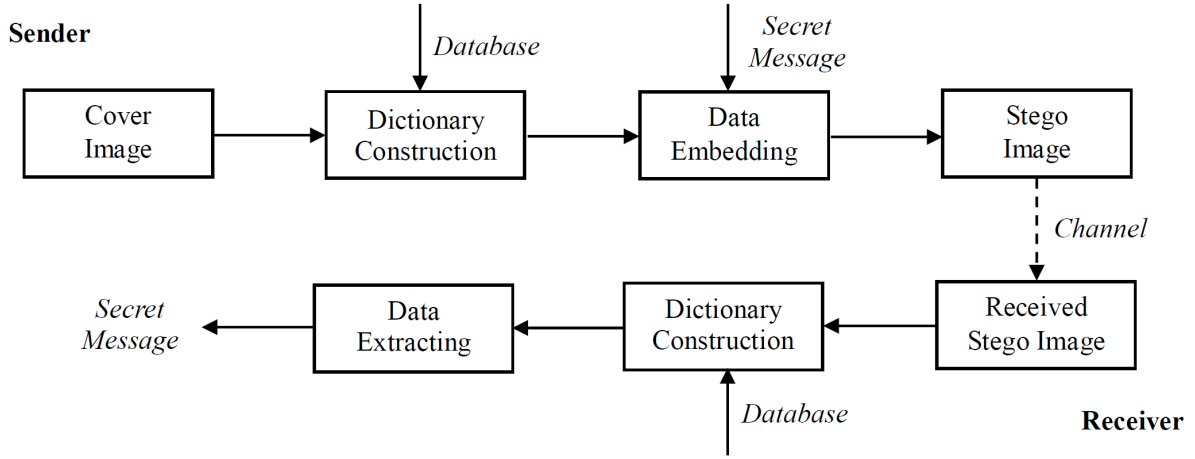 Sender
Database
Secret
Message
Cover
Image
Dictionary
Construction
Data
Embedding
Stego
Image
Channel
Secret
Message
Data
Extracting
Dictionary
Construction
Received
Stego Image
Database
Receiver